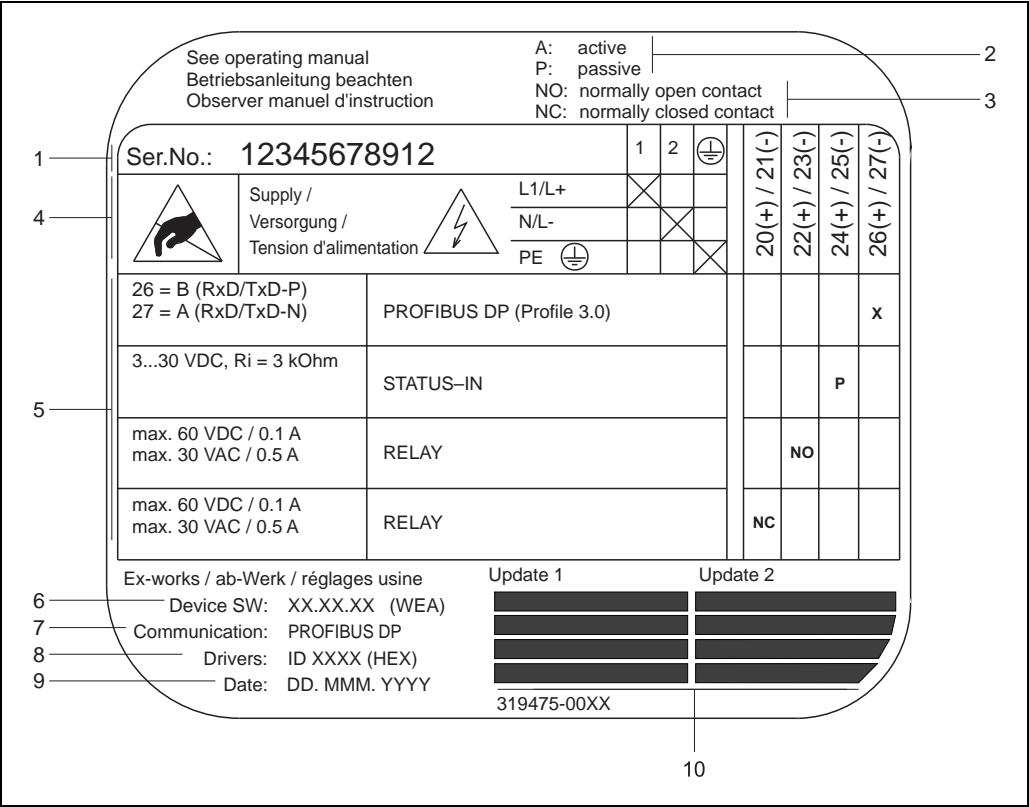 See operating manual
Betriebsanleitung beachten
Observer manuel d'instruction
A: active
P: passive
NO: normally open contact
NC: normally closed contact
2
3
1
Ser.No.: 12345678912
1 2
20(+) / 21(-)
22(+) / 23(-)
24(+) / 25(-)
26(+) / 27(-)
4
Supply /
Versorgung /
Tension d'alimentation
L1/L+
N/L-
PE
5
26 = B (RxD/TxD-P)
27 = A (RxD/TxD-N)
PROFIBUS DP (Profile 3.0)
X
3...30 VDC, Ri = 3 kOhm
STATUS–IN
P
max. 60 VDC / 0.1 A
max. 30 VAC / 0.5 A
RELAY
NO
max. 60 VDC / 0.1 A
max. 30 VAC / 0.5 A
RELAY
NC
Ex-works / ab-Werk / réglages usine
Update 1
Update 2
6
Device SW: XX.XX.XX (WEA)
7
Communication: PROFIBUS DP
8
Drivers: ID XXXX (HEX)
9
Date: DD. MMM. YYYY
319475-00XX
10